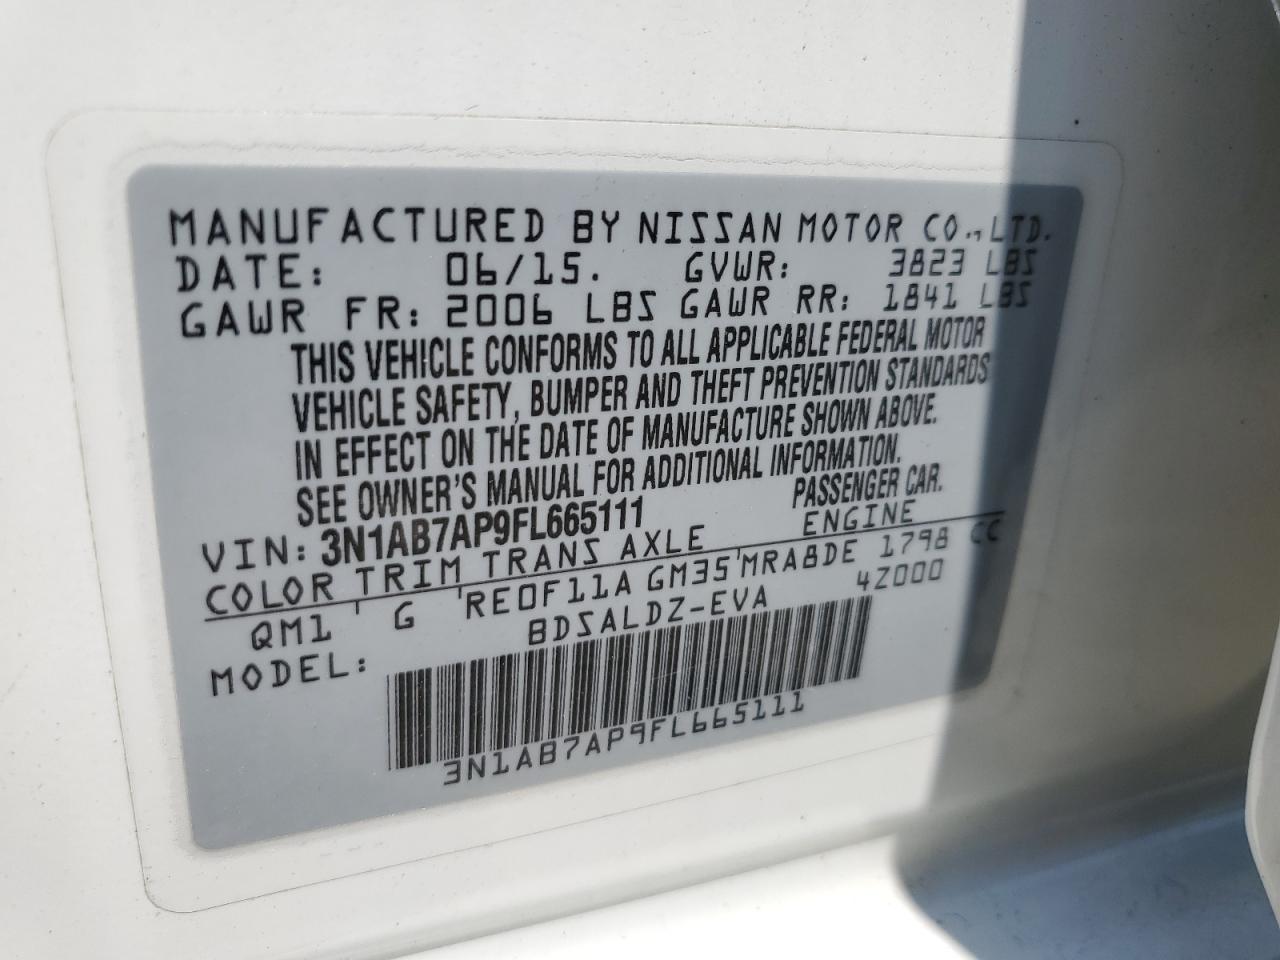 MANUFACTURED BY NISSAN MOTOR CO., LTD.
DATE: 06/15. GVWR: 3823 LBS
GAWR FR: 2006 LBS GAWR RR: 1841 LBS
THIS VEHICLE CONFORMS TO ALL APPLICABLE FEDERAL MOTOR
VEHICLE SAFETY, BUMPER AND THEFT PREVENTION STANDARDS
IN EFFECT ON THE DATE OF MANUFACTURE SHOWN ABOVE.
SEE OWNER'S MANUAL FOR ADDITIONAL INFORMATION.
VIN: 3N1AB7AP9FL665111 PASSENGER CAR.
COLOR TRIM TRANS AXLE ENGINE
QM1 G RE0F11A GM35 MRA8DE 1798 CC
MODEL: BDSALDZ-EVA 4Z000
3N1AB7AP9FL665111